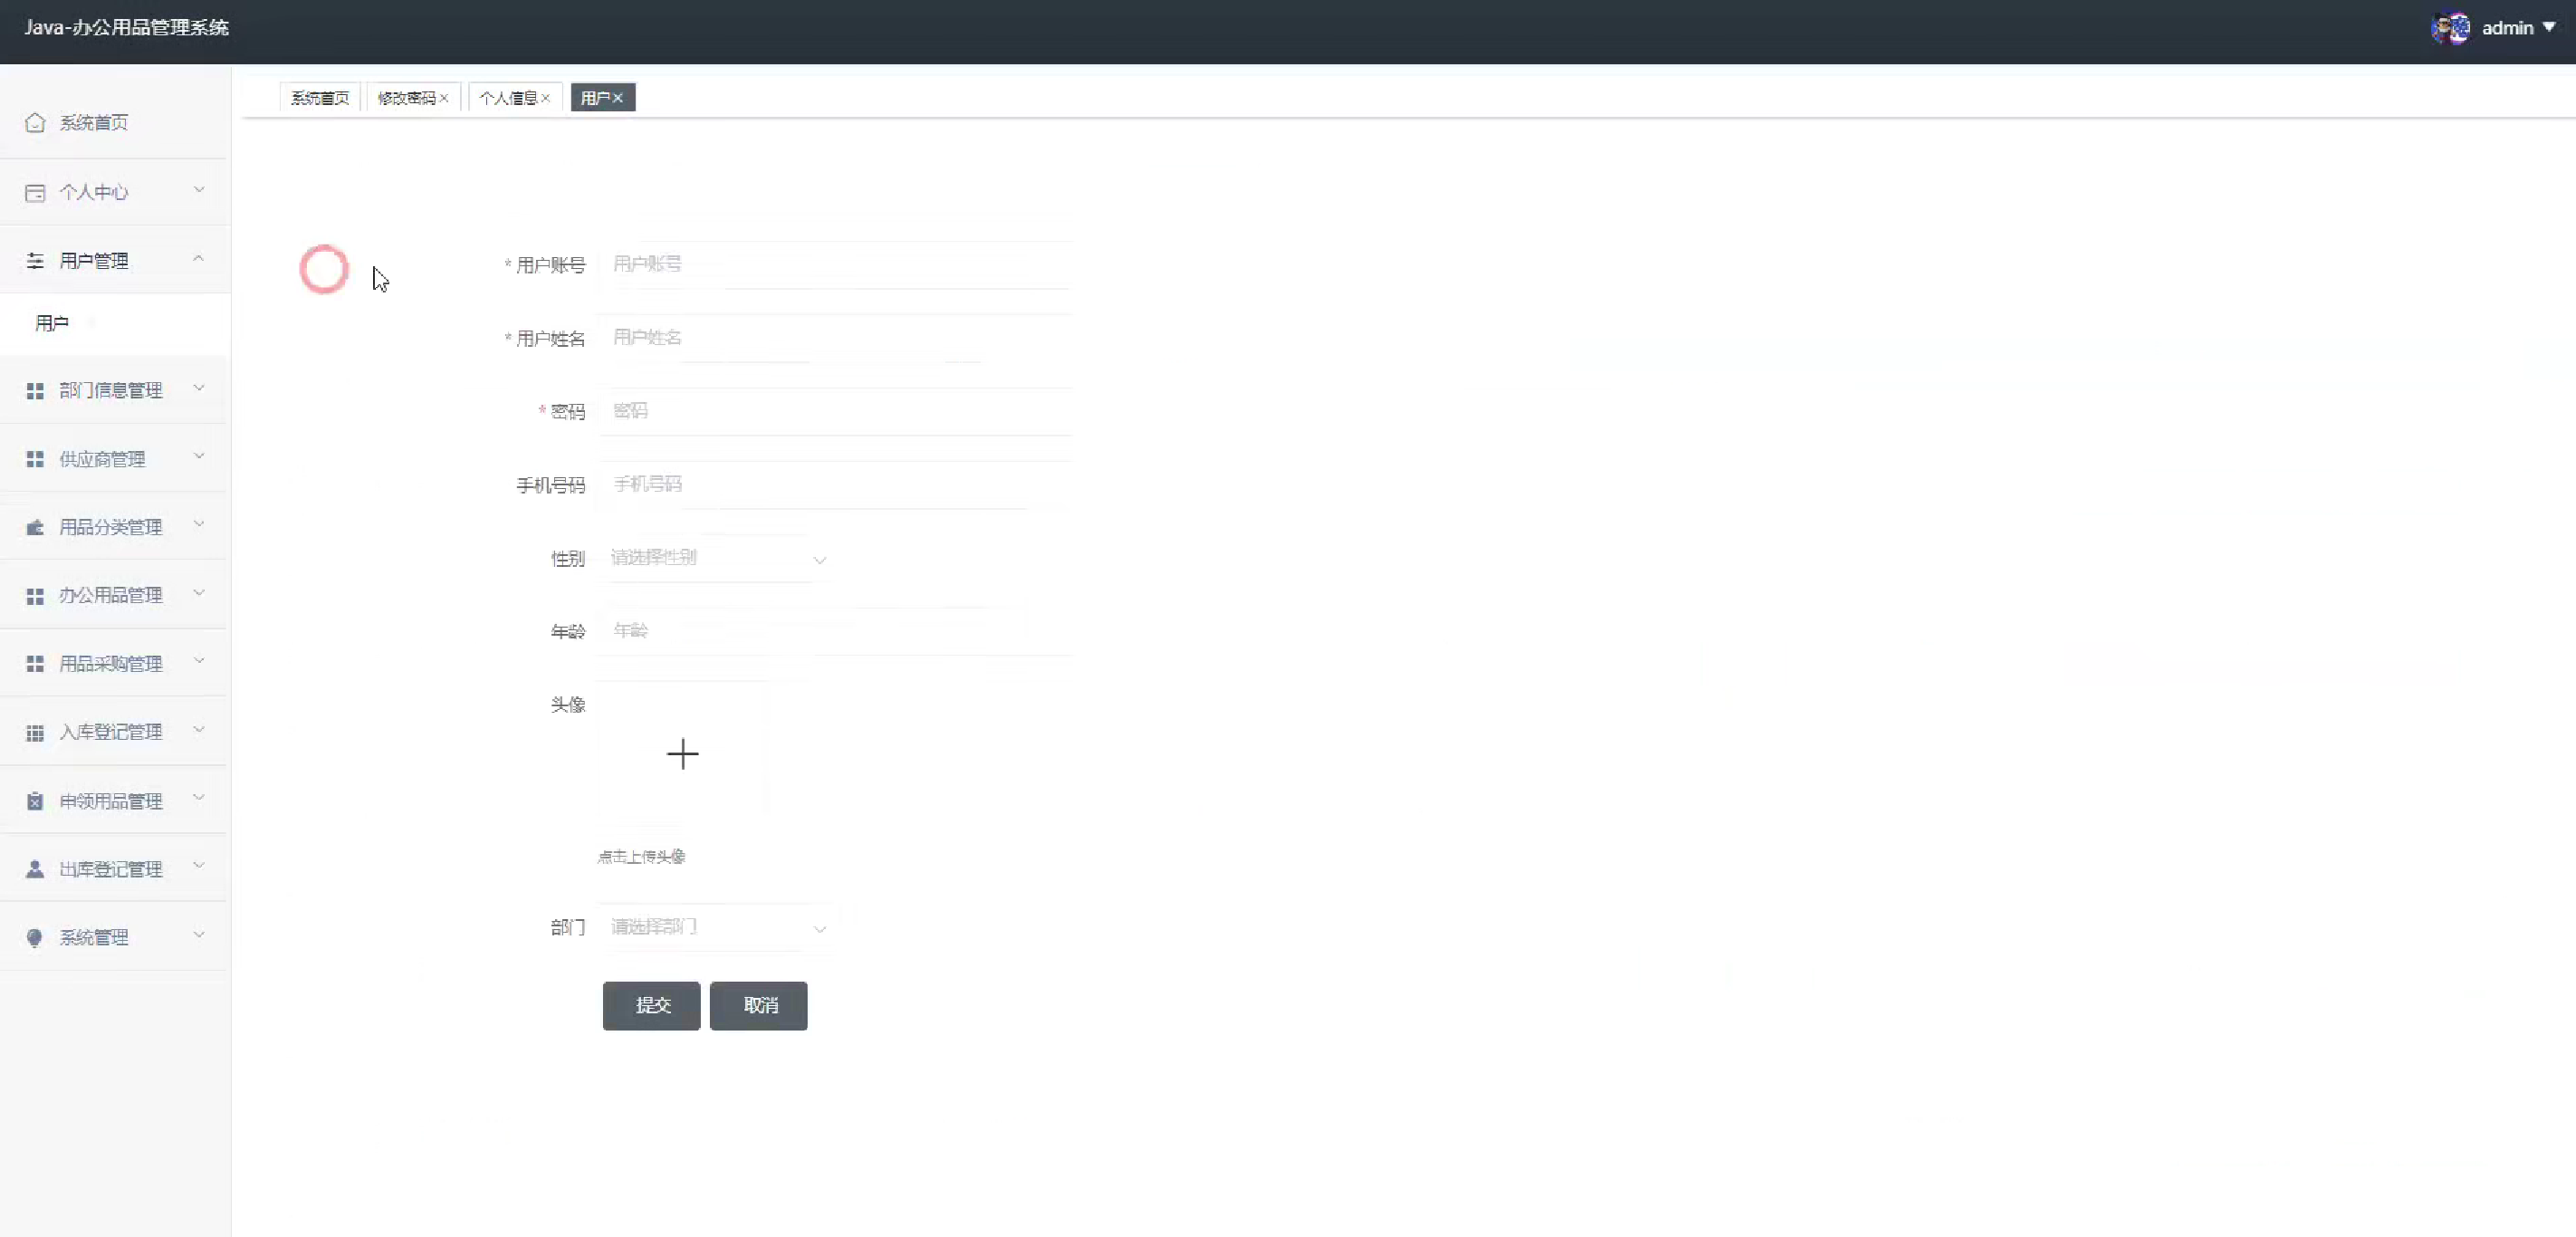 Java-办公用品管理系统
admin
系统首页
修改密码
个人信息
用户
系统首页
个人中心
用户管理
用户
部门信息管理
供应商管理
用品分类管理
办公用品管理
用品采购管理
入库登记管理
申领用品管理
出库登记管理
系统管理
* 用户账号 用户账号
* 用户姓名 用户姓名
* 密码 密码
手机号码 手机号码
性别 请选择性别
年龄 年龄
头像
点击上传头像
部门 请选择部门
提交 取消